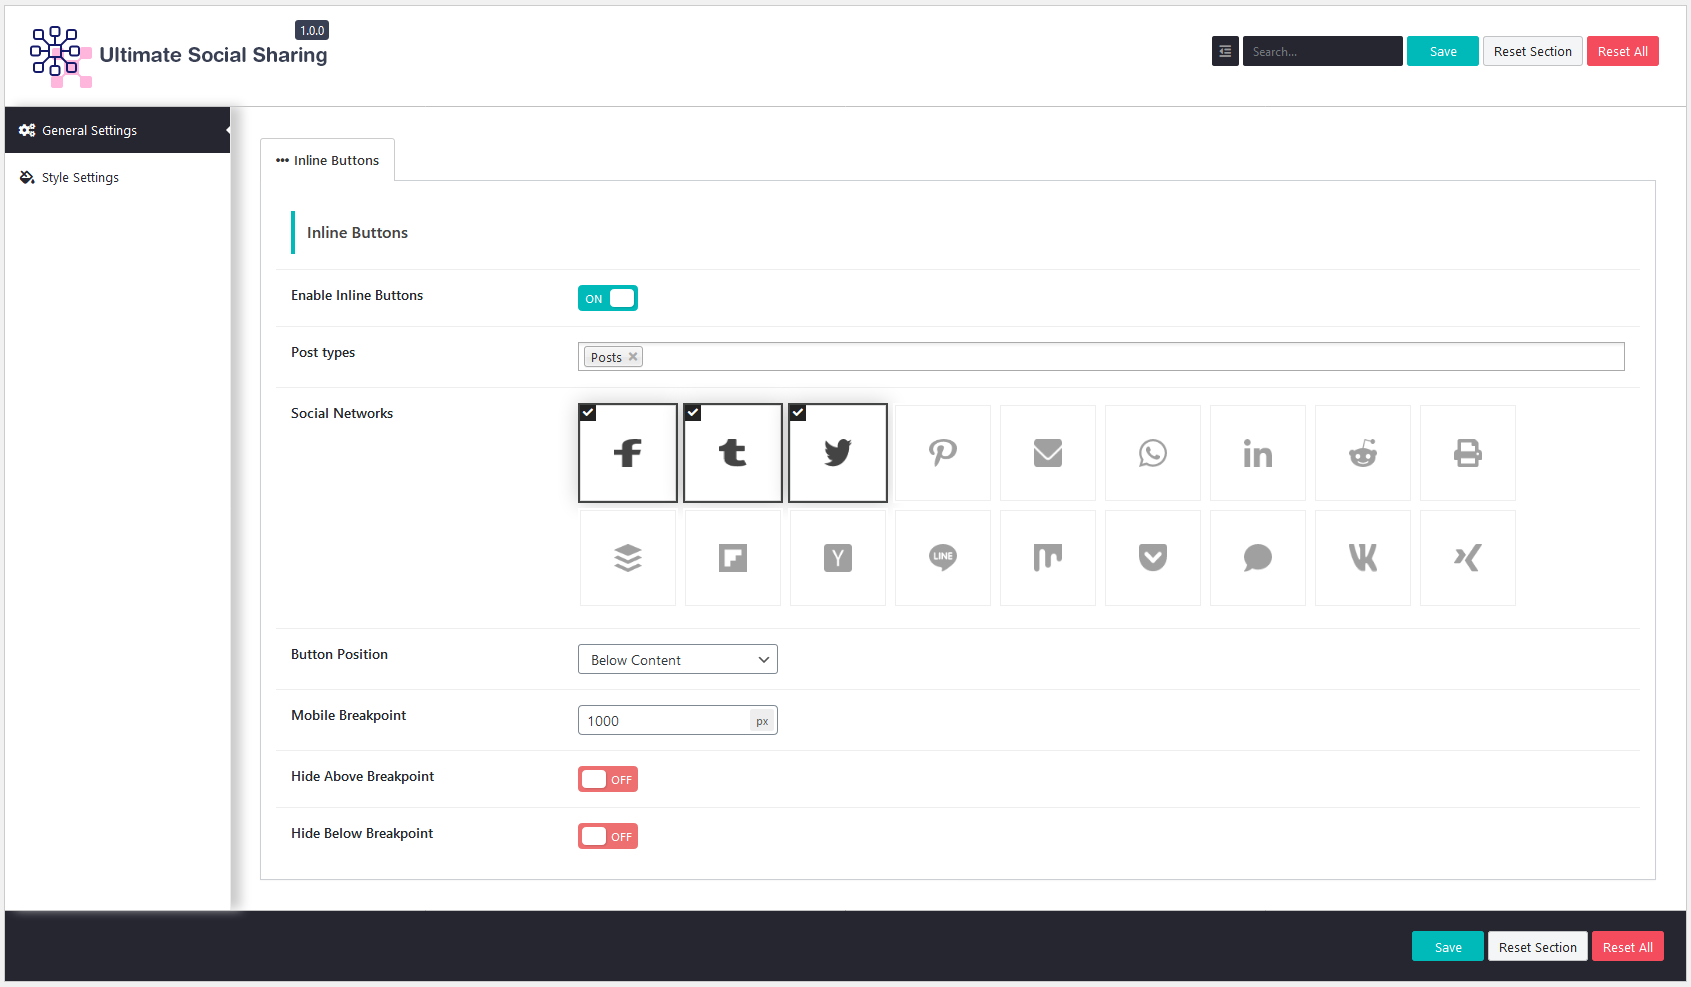 1.0.0
Ultimate Social Sharing
Search...
Save
Reset Section
Reset All
General Settings
Style Settings
Inline Buttons
Inline Buttons
Enable Inline Buttons
ON
Post types
Posts
Social Networks
LINE
Button Position
Below Content
Mobile Breakpoint
1000
px
Hide Above Breakpoint
OFF
Hide Below Breakpoint
OFF
Save
Reset Section
Reset All